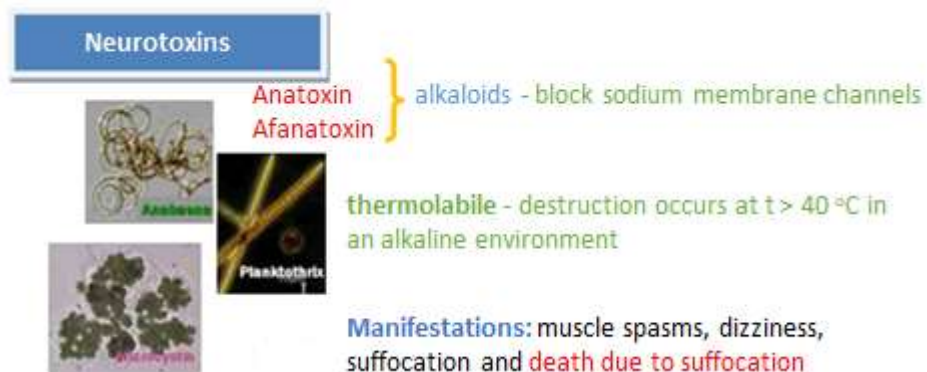 Neurotoxins
Anatoxin
Afanatoxin
alkaloids - block sodium membrane channels
Anabaena
Planktothrix
thermolabile - destruction occurs at t > 40 °C in
an alkaline environment
Microcystis
Manifestations: muscle spasms, dizziness,
suffocation and death due to suffocation